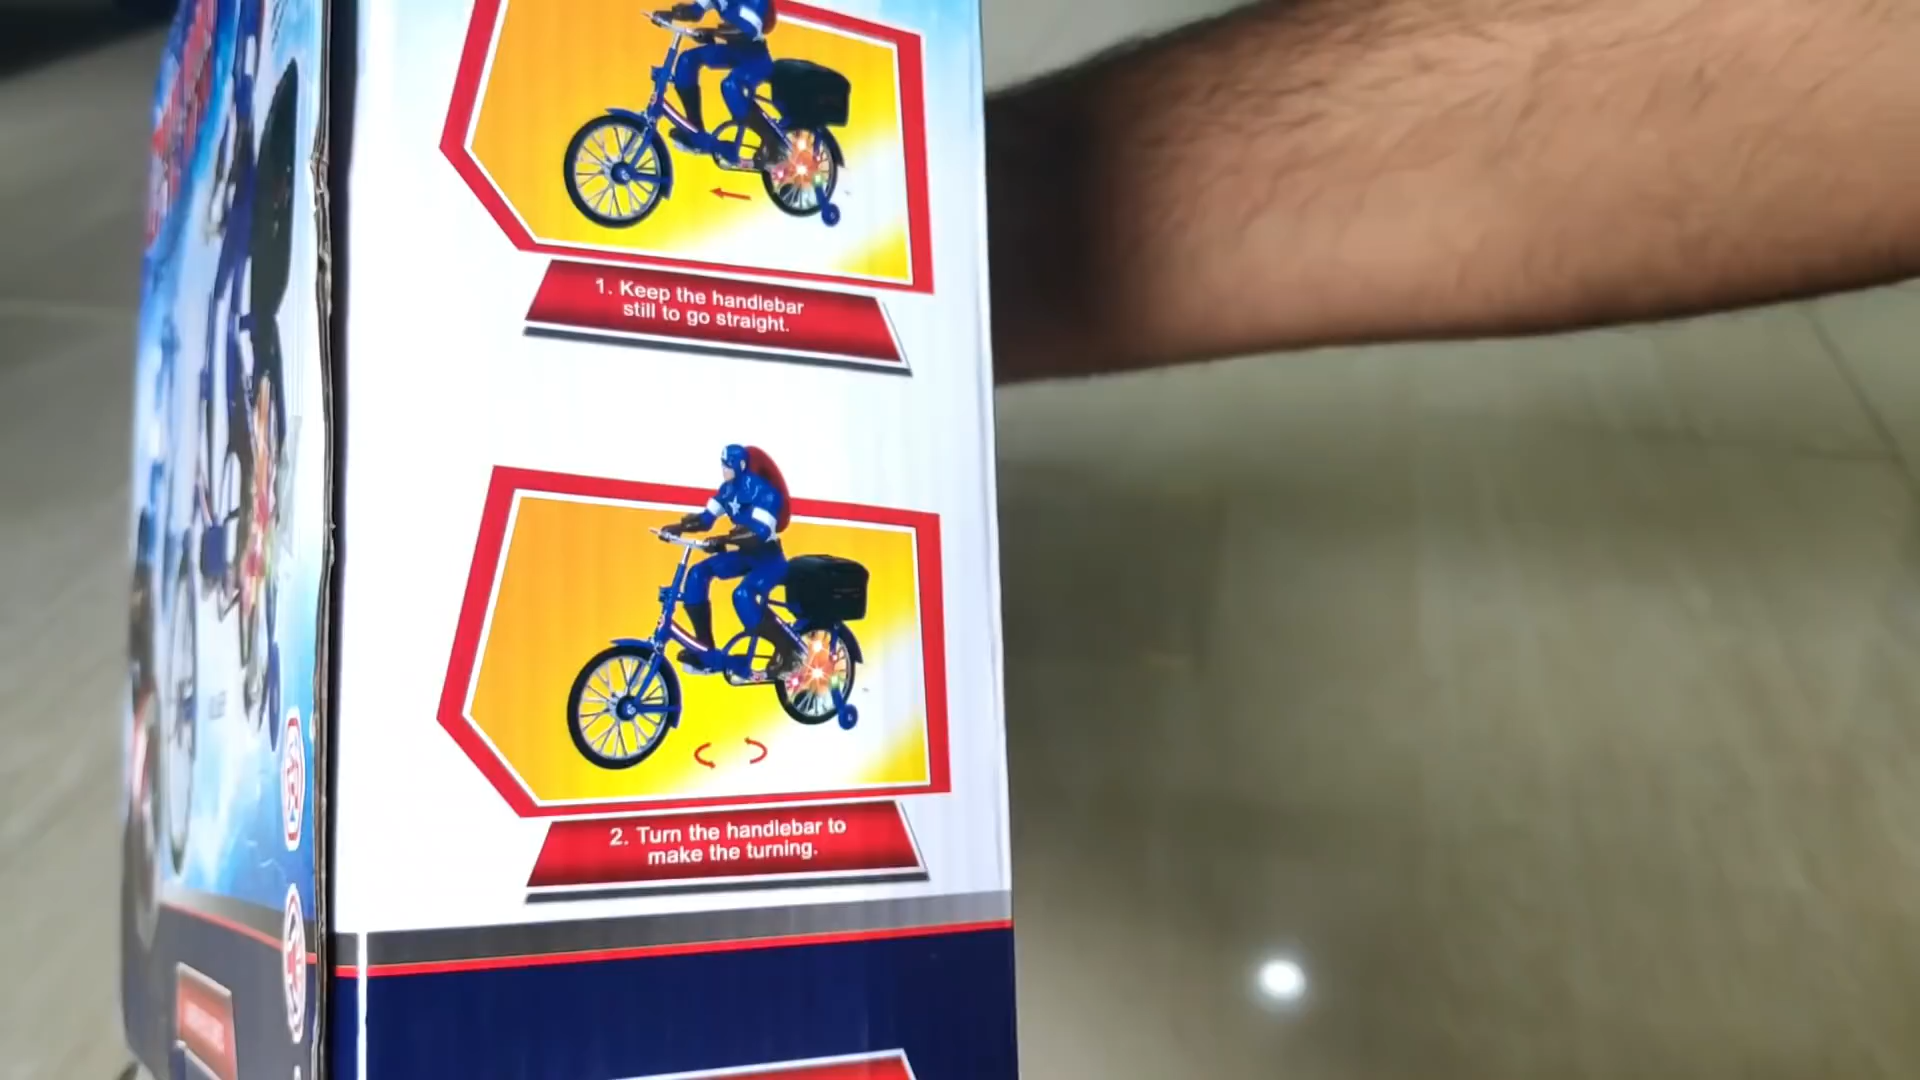 1. Keep the handlebar
still to go straight.
2. Turn the handlebar to
make the turning.